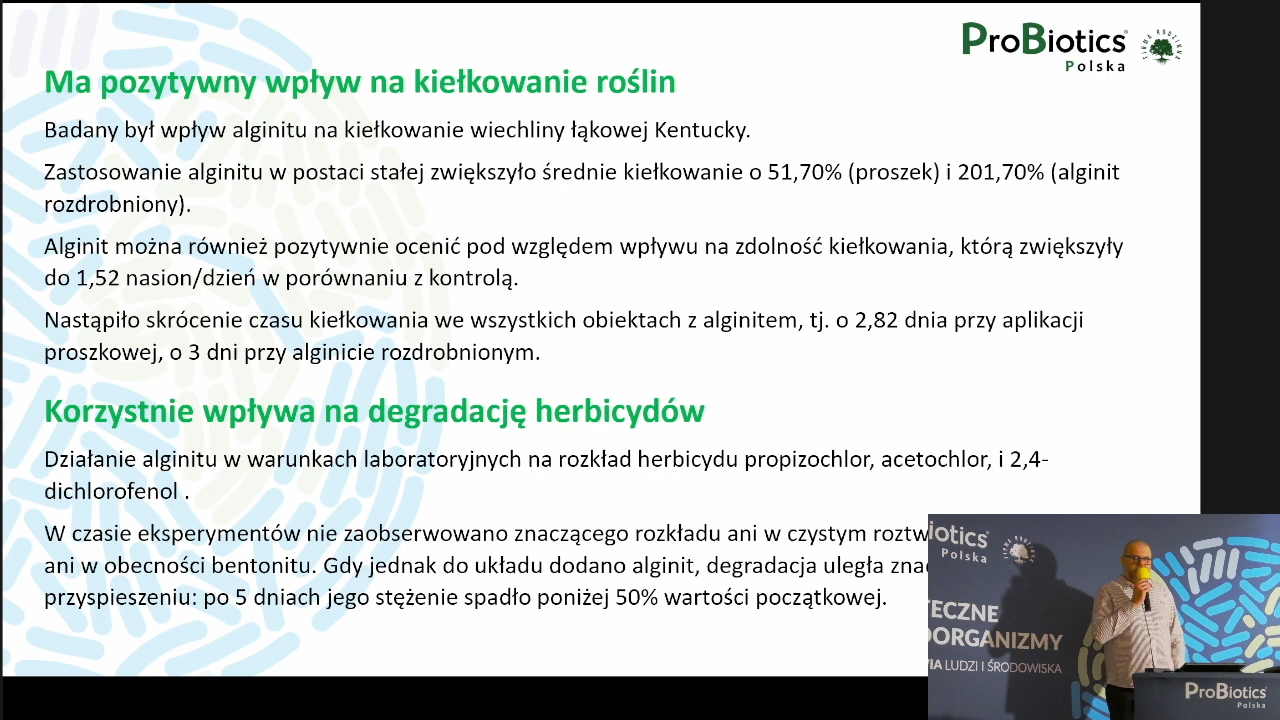 ProBiotics
Polska
FIRMA RODZINNA
Ma pozytywny wpływ na kiełkowanie roślin
Badany był wpływ alginitu na kiełkowanie wiechliny łąkowej Kentucky.
Zastosowanie alginitu w postaci stałej zwiększyło średnie kiełkowanie o 51,70% (proszek) i 201,70% (alginit
rozdrobniony).
Alginit można również pozytywnie ocenić pod względem wpływu na zdolność kiełkowania, którą zwiększyły
do 1,52 nasion/dzień w porównaniu z kontrolą.
Nastąpiło skrócenie czasu kiełkowania we wszystkich obiektach z alginitem, tj. o 2,82 dnia przy aplikacji
proszkowej, o 3 dni przy alginicie rozdrobnionym.
Korzystnie wpływa na degradację herbicydów
Działanie alginitu w warunkach laboratoryjnych na rozkład herbicydu propizochlor, acetochlor, i 2,4-
dichlorofenol .
W czasie eksperymentów nie zaobserwowano znaczącego rozkładu ani w czystym roztw
ani w obecności bentonitu. Gdy jednak do układu dodano alginit, degradacja uległa zna
przyspieszeniu: po 5 dniach jego stężenie spadło poniżej 50% wartości początkowej.
iotics
Polska
TECZNE
OORGANIZMY
WIA LUDZI I ŚRODOWISKA
ProBiotics
Polska